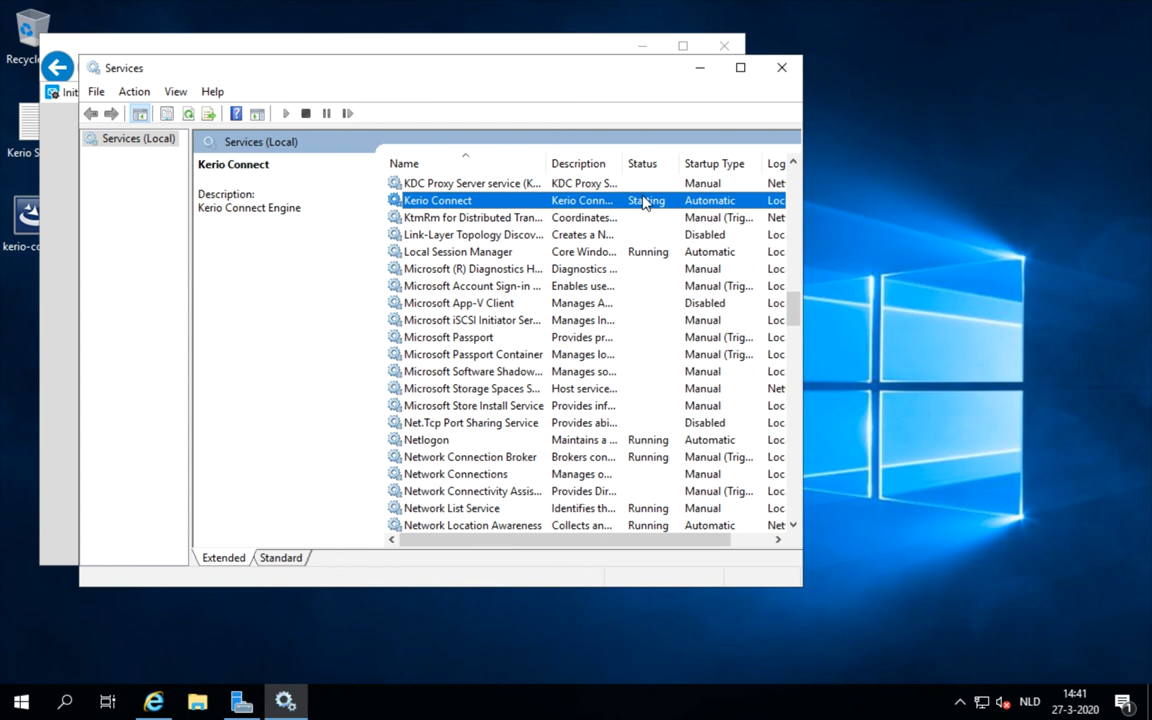 Recycl
Init
Kerio S
kerio-co
Services
File Action View Help
Services (Local)
Services (Local)
Kerio Connect
Description:
Kerio Connect Engine
Name Description Status Startup Type Log
KDC Proxy Server service (K... KDC Proxy S... Manual Net
Kerio Connect Kerio Conn... Starting Automatic Loc
KtmRm for Distributed Tran... Coordinates... Manual (Trig... Net
Link-Layer Topology Discov... Creates a N... Disabled Loc
Local Session Manager Core Windo... Running Automatic Loc
Microsoft (R) Diagnostics H... Diagnostics ... Manual Loc
Microsoft Account Sign-in ... Enables use... Manual (Trig... Loc
Microsoft App-V Client Manages A... Disabled Loc
Microsoft iSCSI Initiator Ser... Manages In... Manual Loc
Microsoft Passport Provides pr... Manual (Trig... Loc
Microsoft Passport Container Manages lo... Manual (Trig... Loc
Microsoft Software Shadow... Manages so... Manual Loc
Microsoft Storage Spaces S... Host service... Manual Net
Microsoft Store Install Service Provides inf... Manual Loc
Net.Tcp Port Sharing Service Provides abi... Disabled Loc
Netlogon Maintains a ... Running Automatic Loc
Network Connection Broker Brokers con... Running Manual (Trig... Loc
Network Connections Manages o... Manual Loc
Network Connectivity Assis... Provides Dir... Manual (Trig... Loc
Network List Service Identifies th... Running Manual Loc
Network Location Awareness Collects an... Running Automatic Net
Extended Standard
NLD
14:41
27-3-2020
1